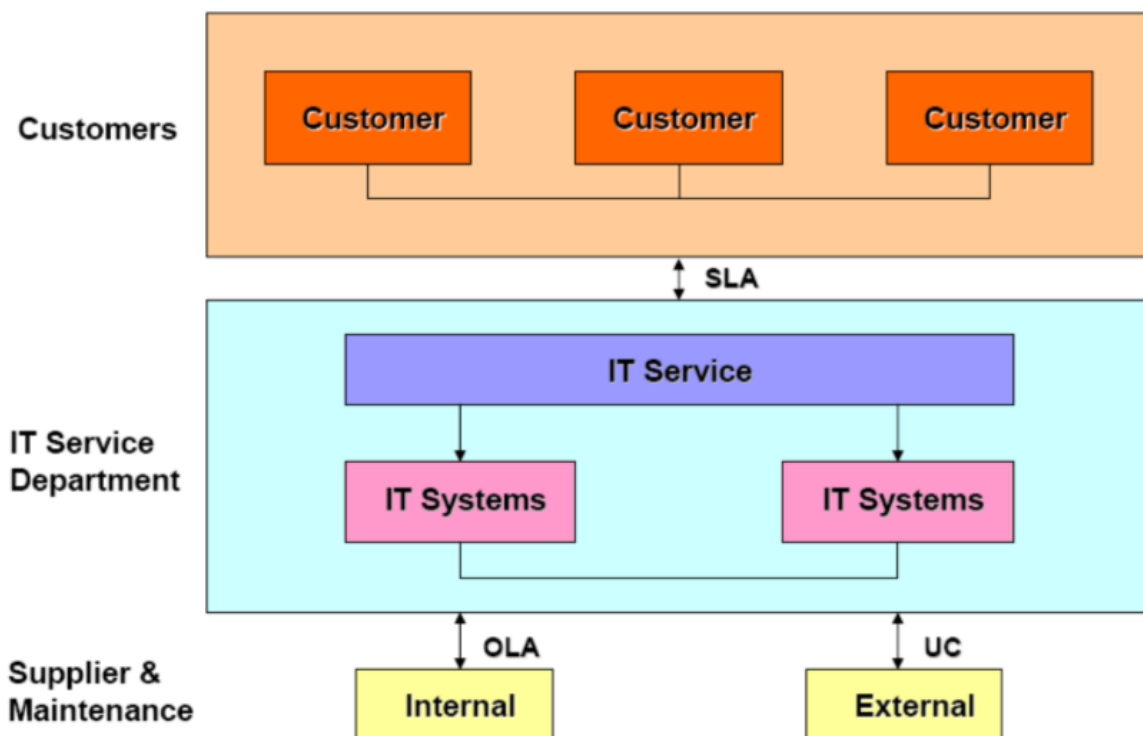 Customers
Customer
Customer
Customer
SLA
IT Service
Department
IT Service
IT Systems
IT Systems
OLA
UC
Supplier &
Maintenance
Internal
External